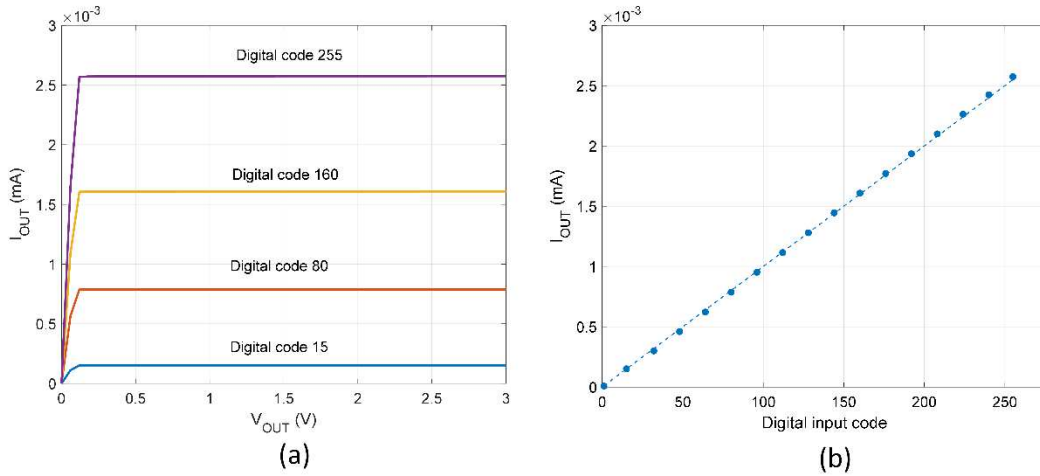 ×10⁻³
3
2.5
2
1.5
1
0.5
0
I_OUT (mA)
Digital code 255
Digital code 160
Digital code 80
Digital code 15
0 0.5 1 1.5 2 2.5 3
V_OUT (V)
(a)
×10⁻³
3
2.5
2
1.5
1
0.5
0
I_OUT (mA)
0 50 100 150 200 250
Digital input code
(b)